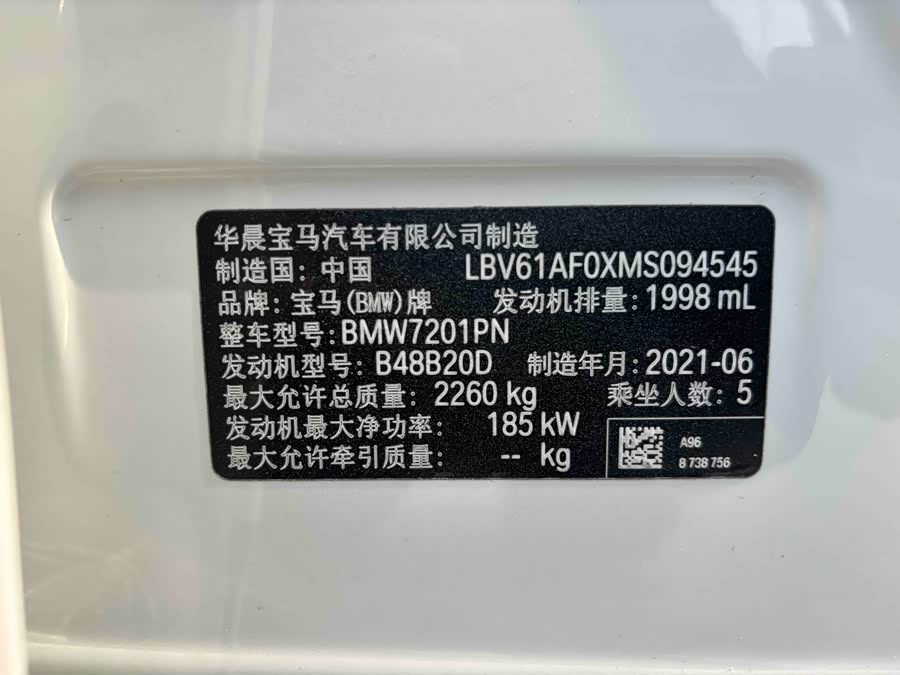 华晨宝马汽车有限公司制造
制造国: 中国 LBV61AF0XMS094545
品牌: 宝马(BMW)牌 发动机排量: 1998 mL
整车型号: BMW7201PN
发动机型号: B48B20D 制造年月: 2021-06
最大允许总质量: 2260 kg 乘坐人数: 5
发动机最大净功率: 185 kW
最大允许牵引质量: -- kg
A96
8 738 756